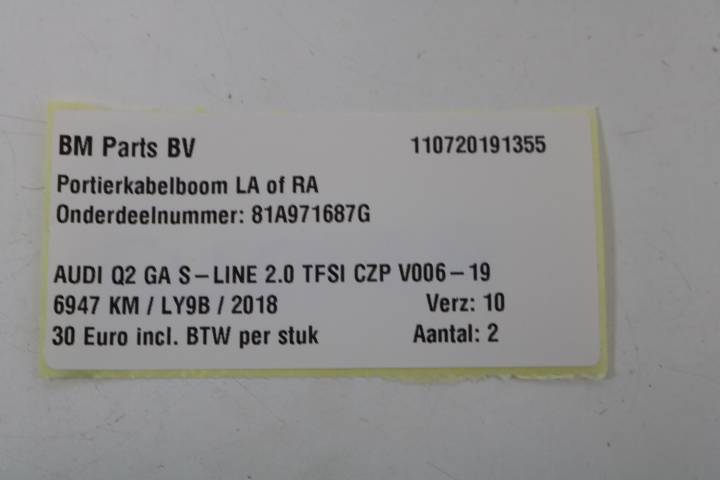 BM Parts BV 110720191355
Portierkabelboom LA of RA
Onderdeelnummer: 81A971687G
AUDI Q2 GA S-LINE 2.0 TFSI CZP V006-19
6947 KM / LY9B / 2018 Verz: 10
30 Euro incl. BTW per stuk Aantal: 2